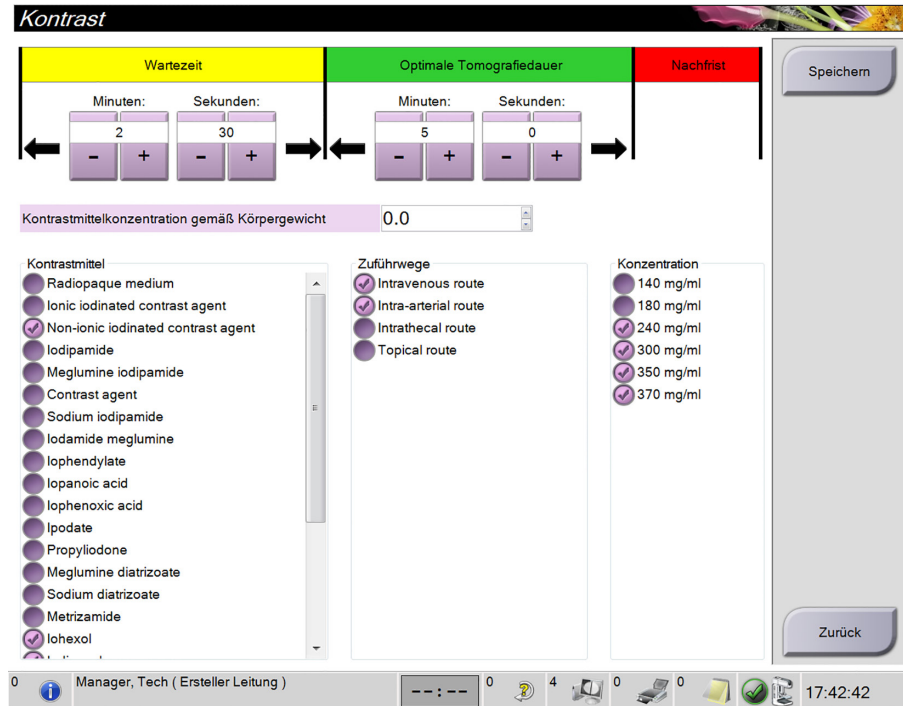 Kontrast
Wartezeit
Optimale Tomografiedauer
Nachfrist
Speichern
Minuten:
Sekunden:
Minuten:
Sekunden:
2
30
5
0
-
+
-
+
-
+
-
+
Kontrastmittelkonzentration gemäß Körpergewicht
0.0
Kontrastmittel
Radiopaque medium
Ionic iodinated contrast agent
Non-ionic iodinated contrast agent
Iodipamide
Meglumine iodipamide
Contrast agent
Sodium iodipamide
Iodamide meglumine
Iophendylate
Iopanoic acid
Iophenoxic acid
Ipodate
Propyliodone
Meglumine diatrizoate
Sodium diatrizoate
Metrizamide
Iohexol
Zuführwege
Intravenous route
Intra-arterial route
Intrathecal route
Topical route
Konzentration
140 mg/ml
180 mg/ml
240 mg/ml
300 mg/ml
350 mg/ml
370 mg/ml
Zurück
0
Manager, Tech ( Ersteller Leitung )
--:--
0
4
0
0
17:42:42